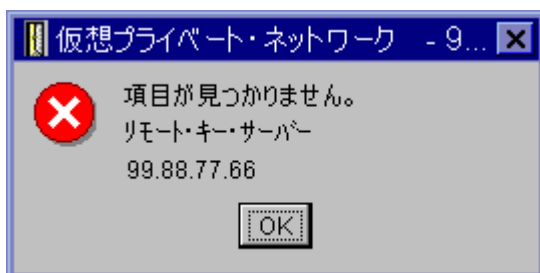 仮想プライベート・ネットワーク - 9...
項目が見つかりません。
リモート・キー・サーバー
99.88.77.66
OK